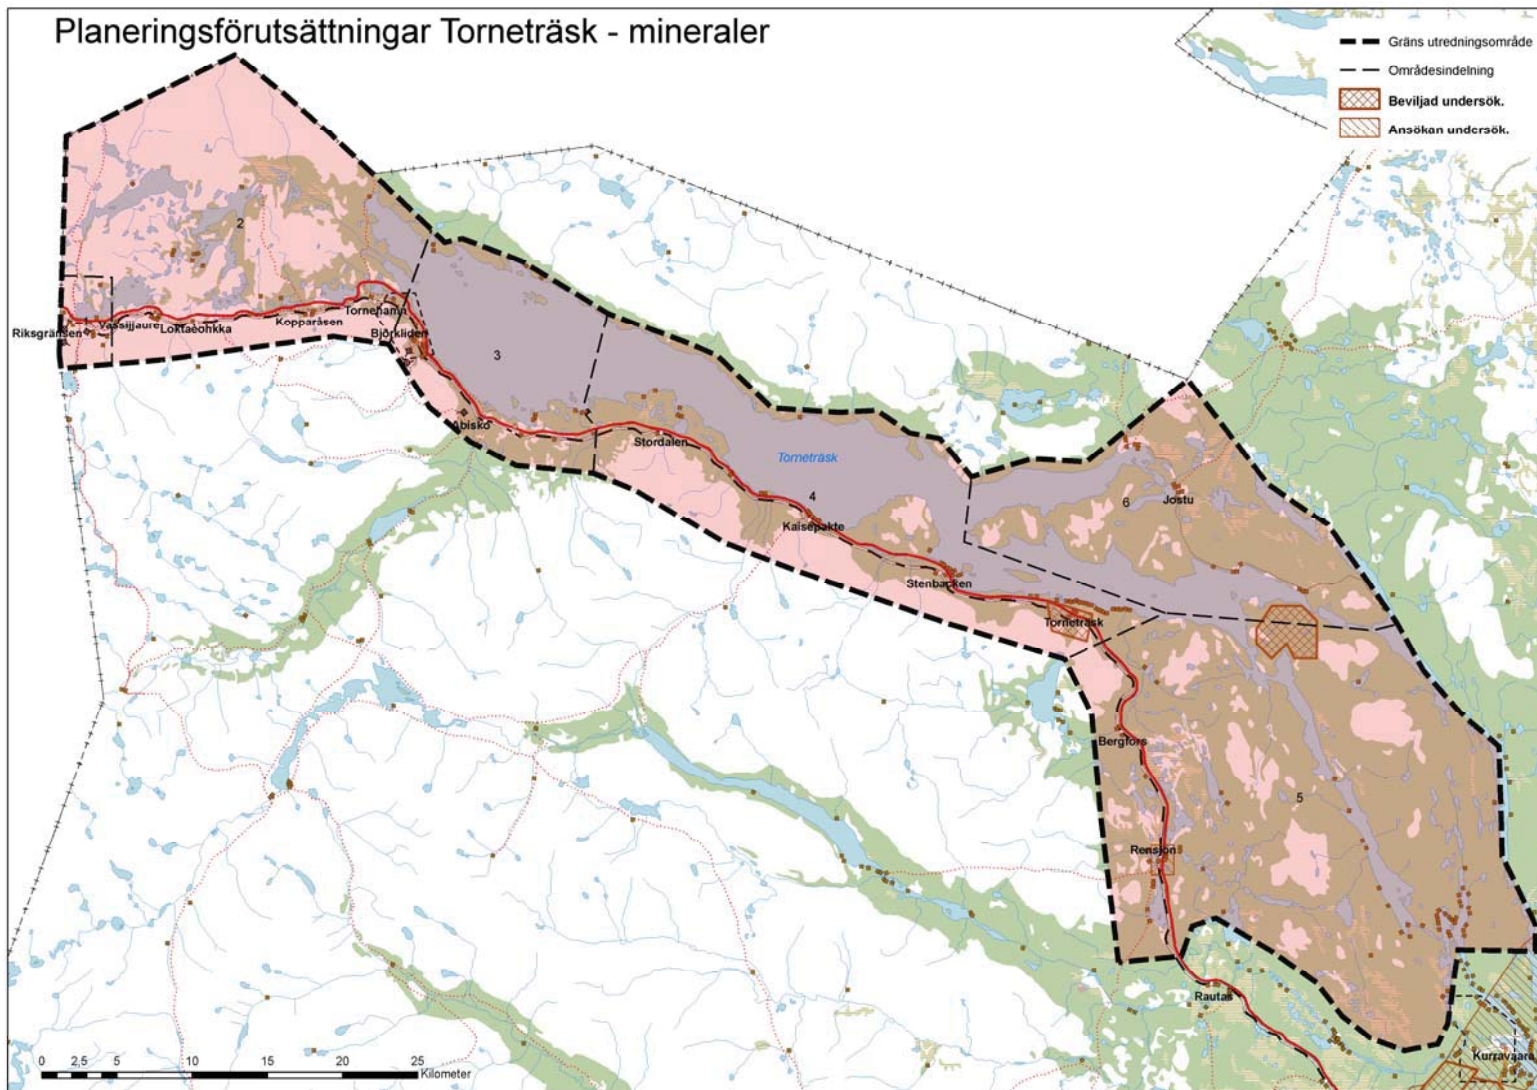 Planeringsförutsättningar Torneträsk - mineraler
Gräns utredningsområde
Områdesindelning
Beviljad undersök.
Ansökan undersök.
2
Tornehamn
Riksgränsen
Vassijjaure
Loktačohkka
Kopparåsen
Björkliden
3
Abisko
Stordalen
Torneträsk
4
Kaisepakte
6
Jostu
Stenbacken
Torneträsk
Bergfors
5
Rensjön
Rautas
Kurravaara
0 2,5 5 10 15 20 25
Kilometer